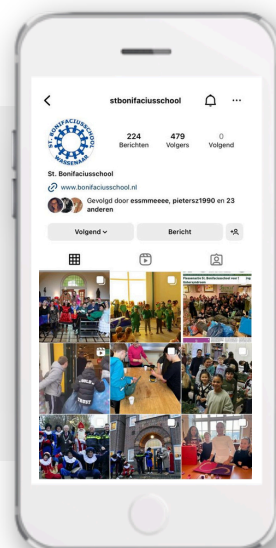 stbonifaciusschool
ST. BONIFACIUSSCHOOL
WASSENAAR
224 479 0
Berichten Volgers Volgend
St. Bonifaciusschool
www.bonifaciusschool.nl
Gevolgd door essmmeeee, pietersz1990 en 23
anderen
Volgend Bericht